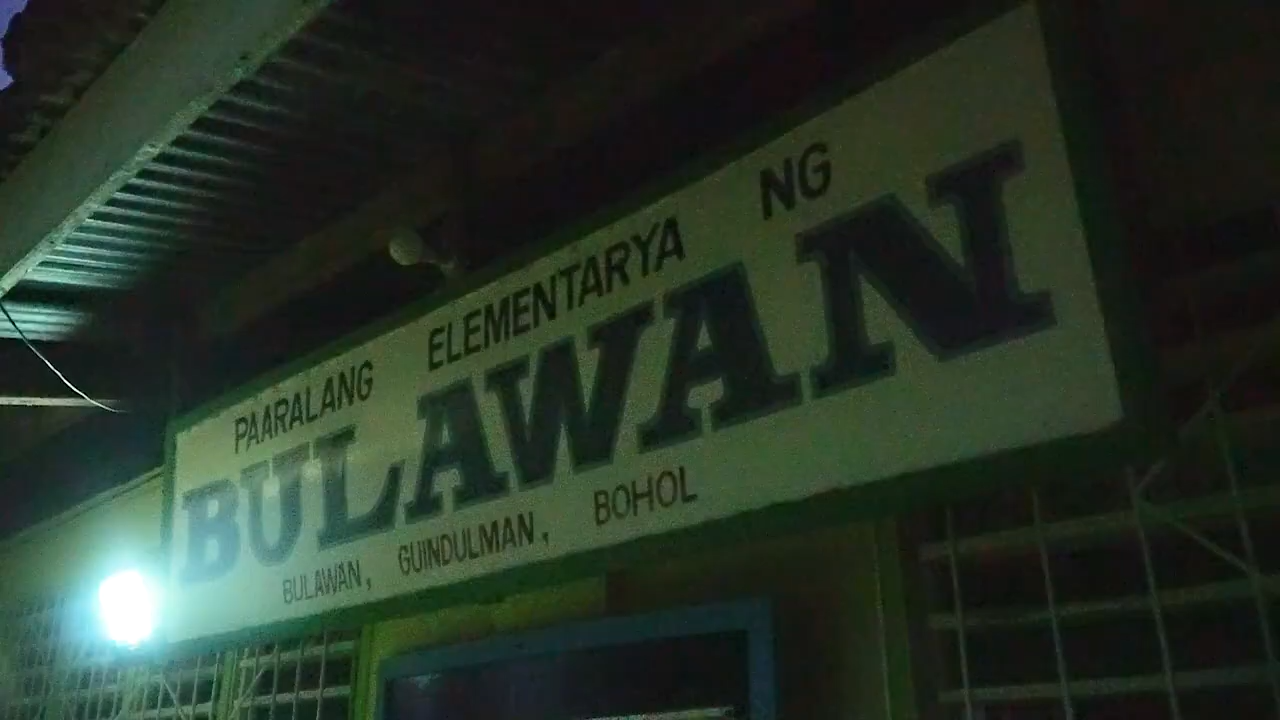 PAARALANG ELEMENTARYA NG
BULAWAN
BULAWAN, GUINDULMAN, BOHOL